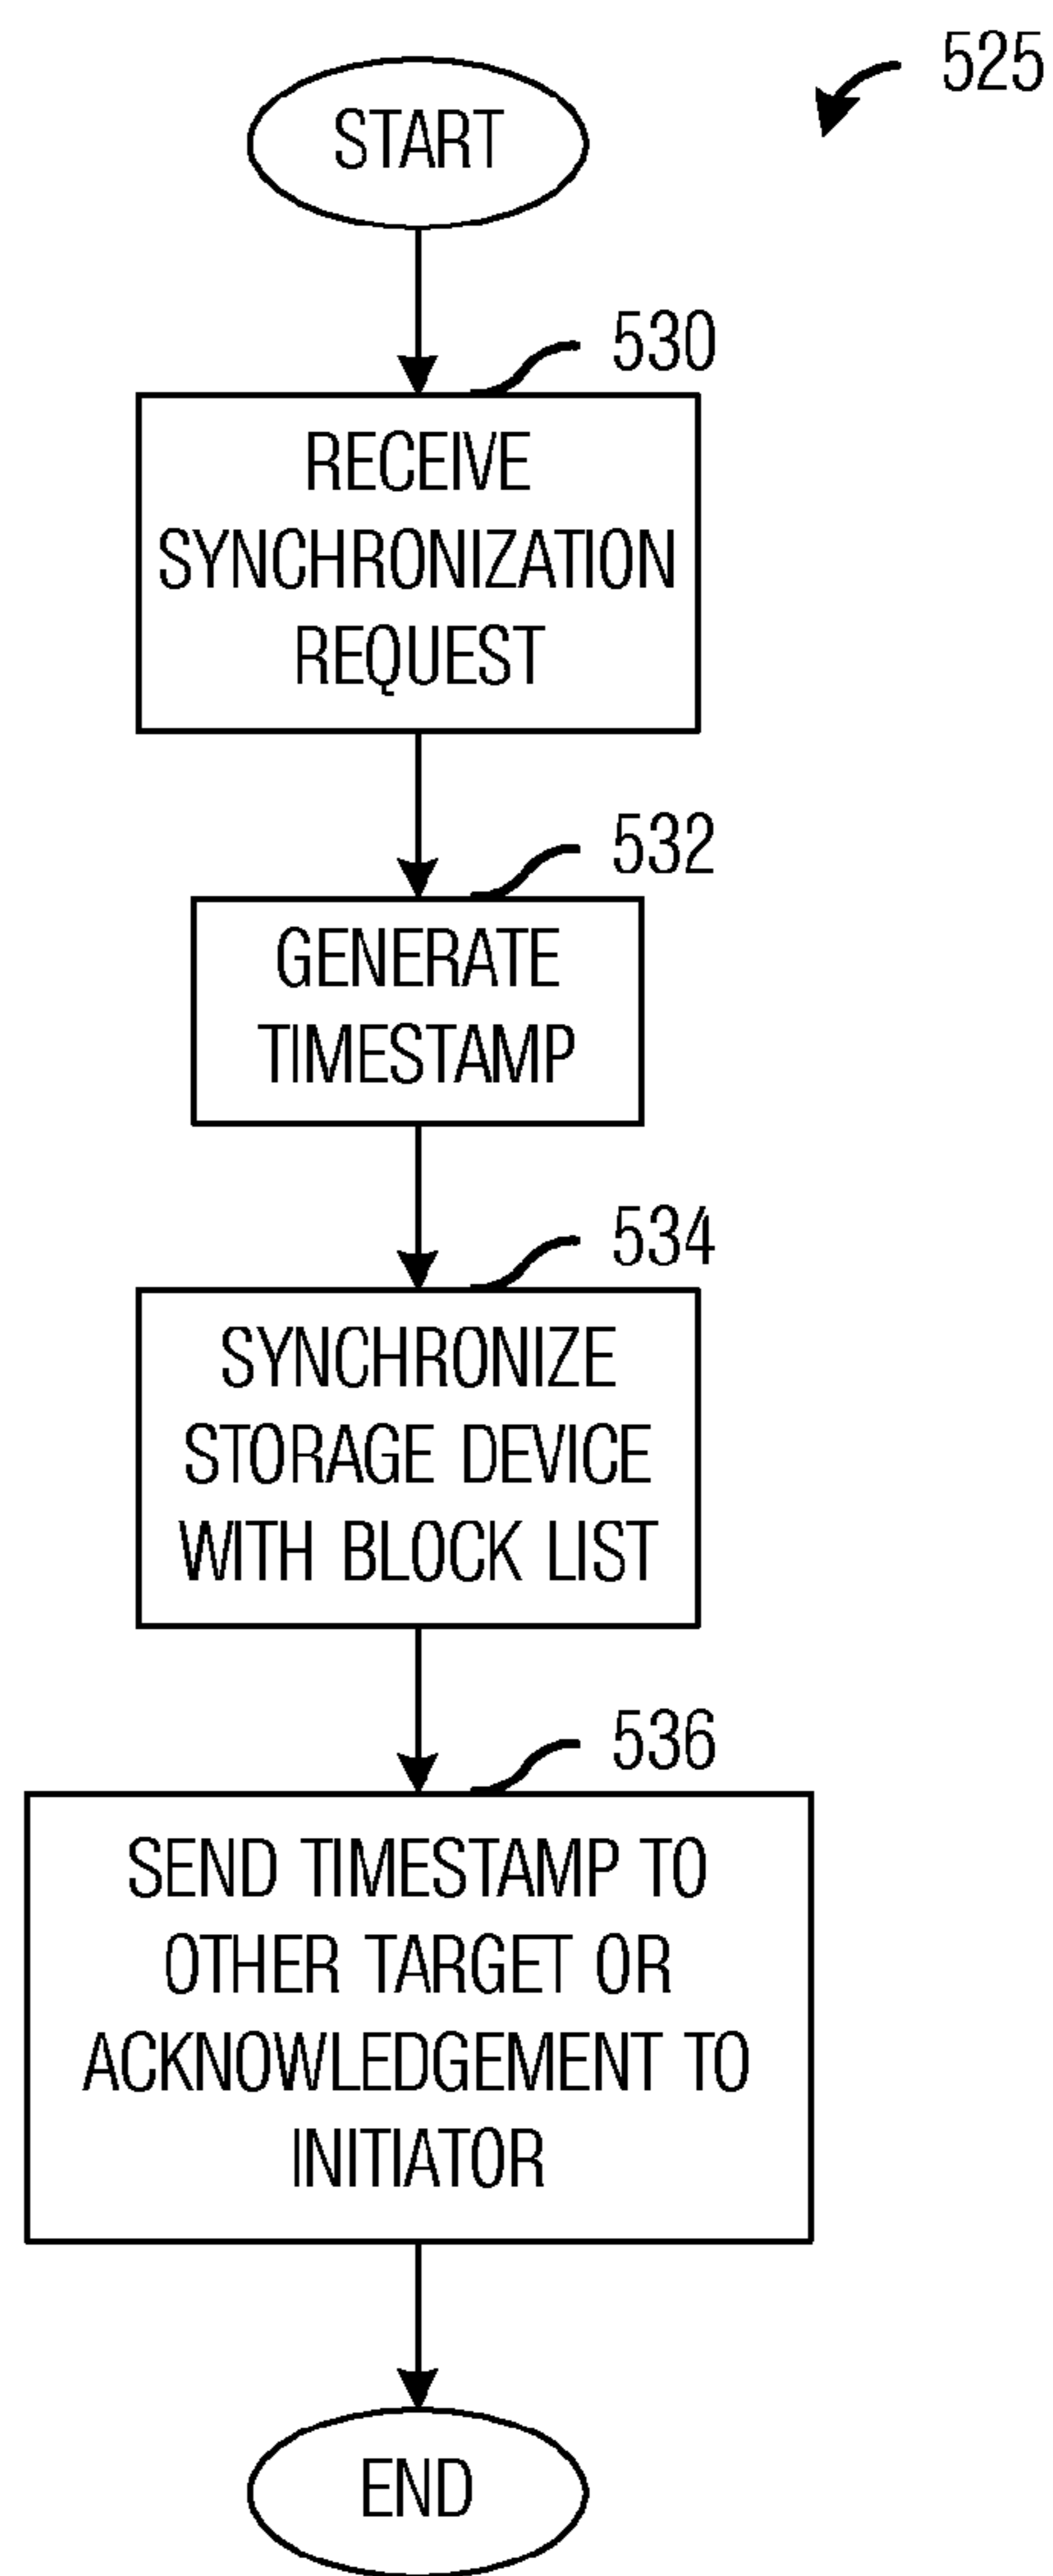 525
START
530
RECEIVE
SYNCHRONIZATION
REQUEST
532
GENERATE
TIMESTAMP
534
SYNCHRONIZE
STORAGE DEVICE
WITH BLOCK LIST
536
SEND TIMESTAMP TO
OTHER TARGET OR
ACKNOWLEDGEMENT TO
INITIATOR
END